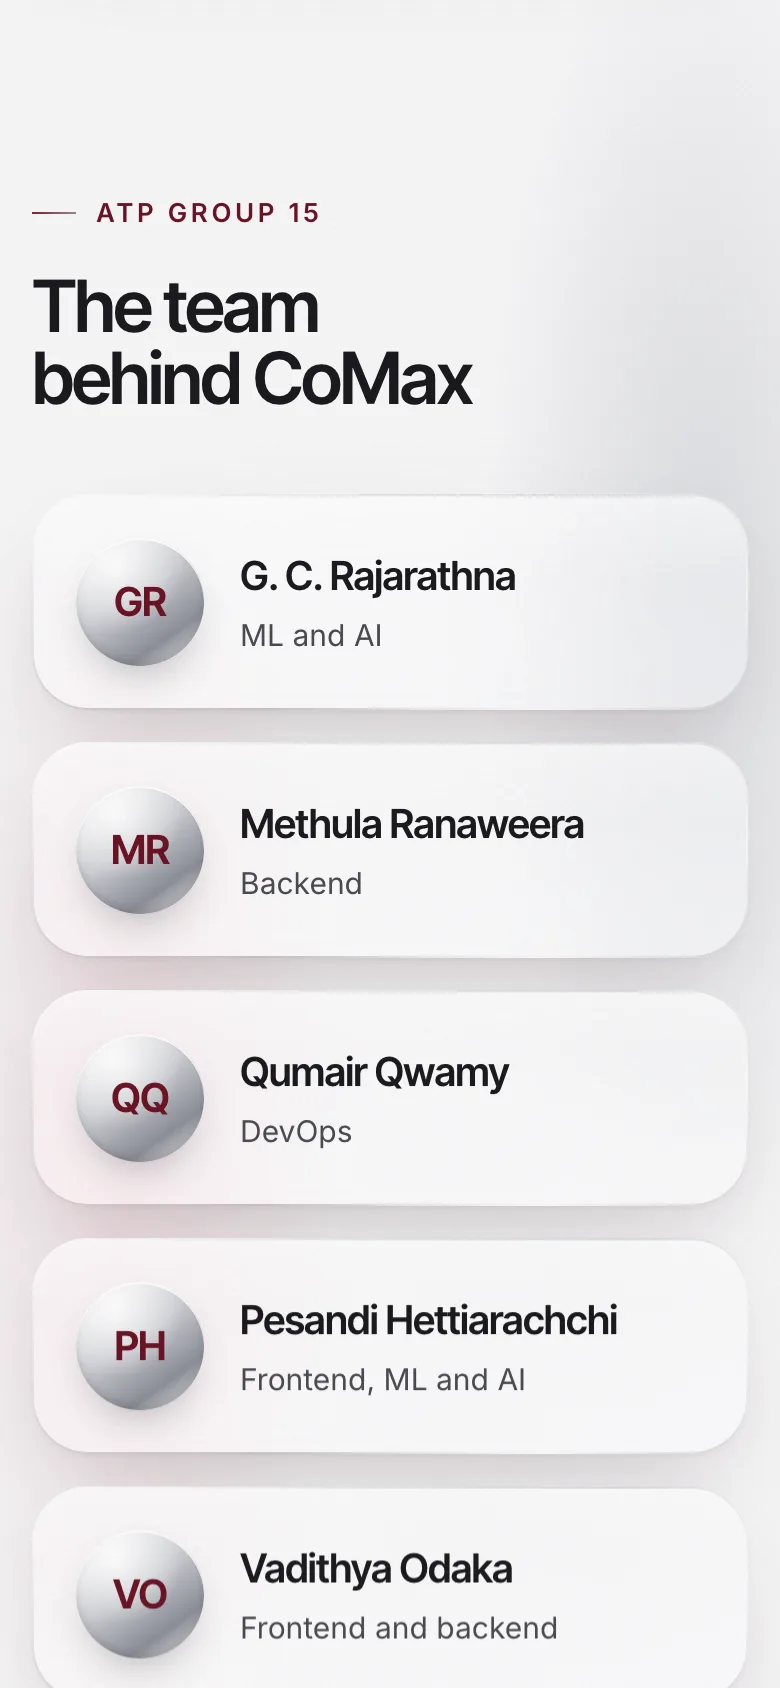 ATP GROUP 15
The team
behind CoMax
GR
G. C. Rajarathna
ML and AI
MR
Methula Ranaweera
Backend
QQ
Qumair Qwamy
DevOps
PH
Pesandi Hettiarachchi
Frontend, ML and AI
VO
Vadithya Odaka
Frontend and backend